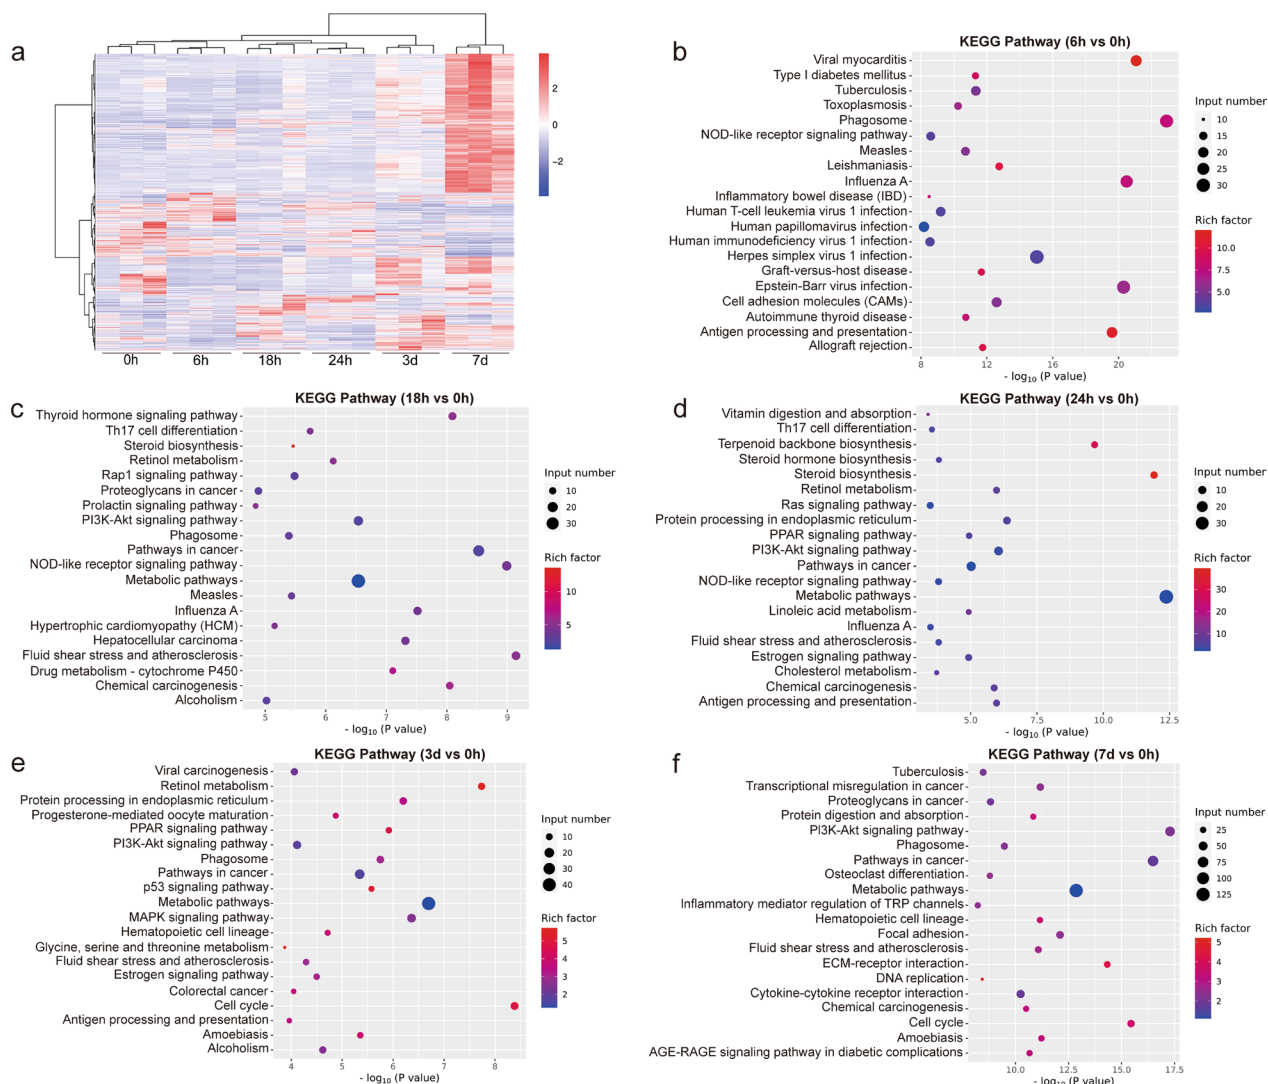 a
2
0
−2
0h
6h
18h
24h
3d
7d
b
KEGG Pathway (6h vs 0h)
Viral myocarditis
Type I diabetes mellitus
Tuberculosis
Toxoplasmosis
Phagosome
NOD-like receptor signaling pathway
Measles
Leishmaniasis
Influenza A
Inflammatory bowel disease (IBD)
Human T-cell leukemia virus 1 infection
Human papillomavirus infection
Human immunodeficiency virus 1 infection
Herpes simplex virus 1 infection
Graft-versus-host disease
Epstein-Barr virus infection
Cell adhesion molecules (CAMs)
Autoimmune thyroid disease
Antigen processing and presentation
Allograft rejection
8 12 16 20
- log10 (P value)
Input number
10
15
20
25
30
Rich factor
10.0
7.5
5.0
c
KEGG Pathway (18h vs 0h)
Thyroid hormone signaling pathway
Th17 cell differentiation
Steroid biosynthesis
Retinol metabolism
Rap1 signaling pathway
Proteoglycans in cancer
Prolactin signaling pathway
PI3K-Akt signaling pathway
Phagosome
Pathways in cancer
NOD-like receptor signaling pathway
Metabolic pathways
Measles
Influenza A
Hypertrophic cardiomyopathy (HCM)
Hepatocellular carcinoma
Fluid shear stress and atherosclerosis
Drug metabolism - cytochrome P450
Chemical carcinogenesis
Alcoholism
5 6 7 8 9
- log10 (P value)
Input number
10
20
30
Rich factor
10
5
d
KEGG Pathway (24h vs 0h)
Vitamin digestion and absorption
Th17 cell differentiation
Terpenoid backbone biosynthesis
Steroid hormone biosynthesis
Steroid biosynthesis
Retinol metabolism
Ras signaling pathway
Protein processing in endoplasmic reticulum
PPAR signaling pathway
PI3K-Akt signaling pathway
Pathways in cancer
NOD-like receptor signaling pathway
Metabolic pathways
Linoleic acid metabolism
Influenza A
Fluid shear stress and atherosclerosis
Estrogen signaling pathway
Cholesterol metabolism
Chemical carcinogenesis
Antigen processing and presentation
5.0 7.5 10.0 12.5
- log10 (P value)
Input number
10
20
30
Rich factor
30
20
10
e
KEGG Pathway (3d vs 0h)
Viral carcinogenesis
Retinol metabolism
Protein processing in endoplasmic reticulum
Progesterone-mediated oocyte maturation
PPAR signaling pathway
PI3K-Akt signaling pathway
Phagosome
Pathways in cancer
p53 signaling pathway
Metabolic pathways
MAPK signaling pathway
Hematopoietic cell lineage
Glycine, serine and threonine metabolism
Fluid shear stress and atherosclerosis
Estrogen signaling pathway
Colorectal cancer
Cell cycle
Antigen processing and presentation
Amoebiasis
Alcoholism
4 5 6 7 8
- log10 (P value)
Input number
10
20
30
40
Rich factor
5
4
3
2
f
KEGG Pathway (7d vs 0h)
Tuberculosis
Transcriptional misregulation in cancer
Proteoglycans in cancer
Protein digestion and absorption
PI3K-Akt signaling pathway
Phagosome
Pathways in cancer
Osteoclast differentiation
Metabolic pathways
Inflammatory mediator regulation of TRP channels
Hematopoietic cell lineage
Focal adhesion
Fluid shear stress and atherosclerosis
ECM-receptor interaction
DNA replication
Cytokine-cytokine receptor interaction
Chemical carcinogenesis
Cell cycle
Amoebiasis
AGE-RAGE signaling pathway in diabetic complications
10.0 12.5 15.0 17.5
- log10 (P value)
Input number
25
50
75
100
125
Rich factor
5
4
3
2